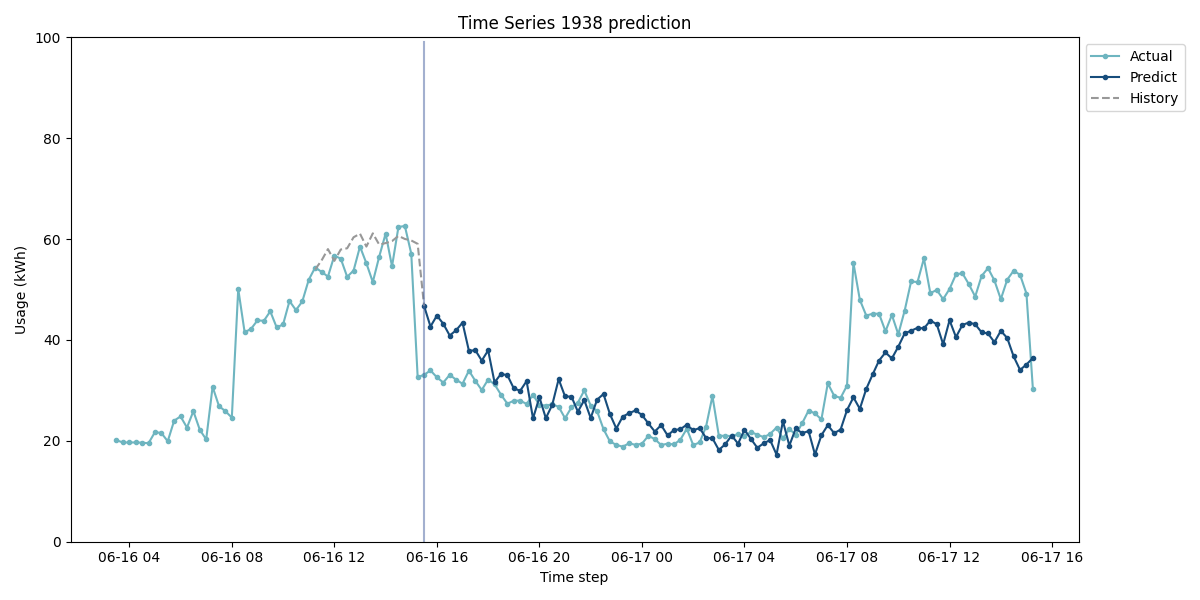 Time Series 1938 prediction
100
80
60
40
20
0
Usage (kWh)
06-16 04
06-16 08
06-16 12
06-16 16
06-16 20
06-17 00
06-17 04
06-17 08
06-17 12
06-17 16
Time step
Actual
Predict
History